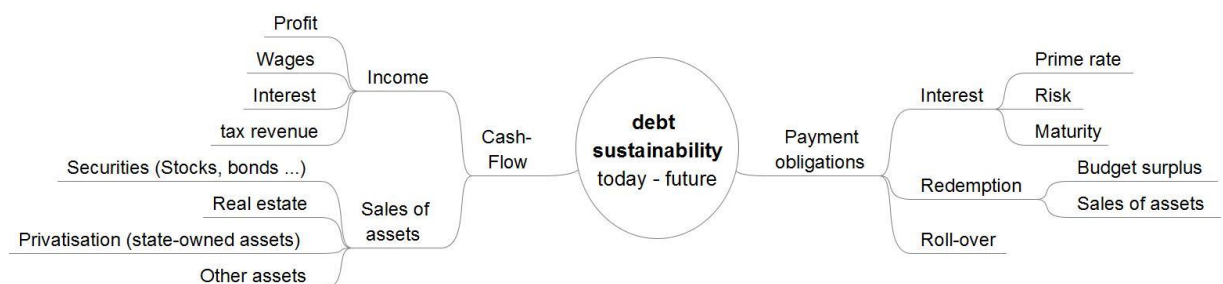 Profit
Wages
Interest
tax revenue
Income
Securities (Stocks, bonds ...)
Real estate
Privatisation (state-owned assets)
Other assets
Sales of
assets
Cash-
Flow
debt
sustainability
today - future
Payment
obligations
Interest
Prime rate
Risk
Maturity
Redemption
Budget surplus
Sales of assets
Roll-over